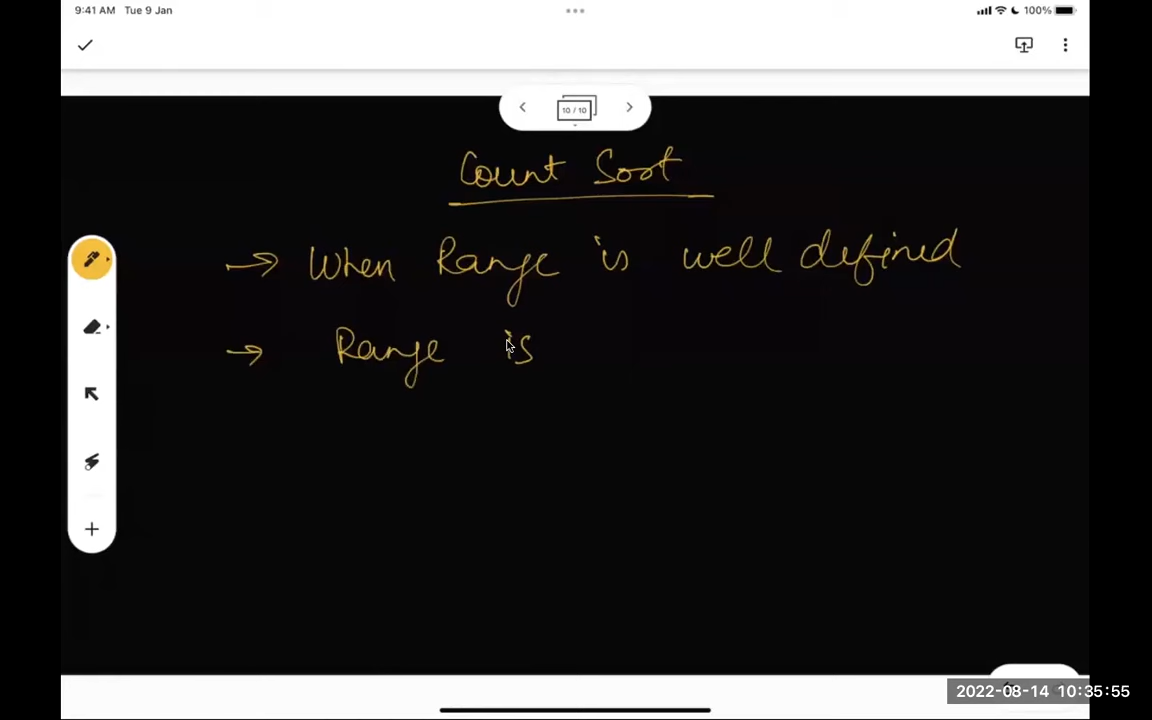 9:41 AM Tue 9 Jan
100%
10 / 10
Count Sort
→ When Range is well defined
→ Range is
2022-08-14 10:35:55